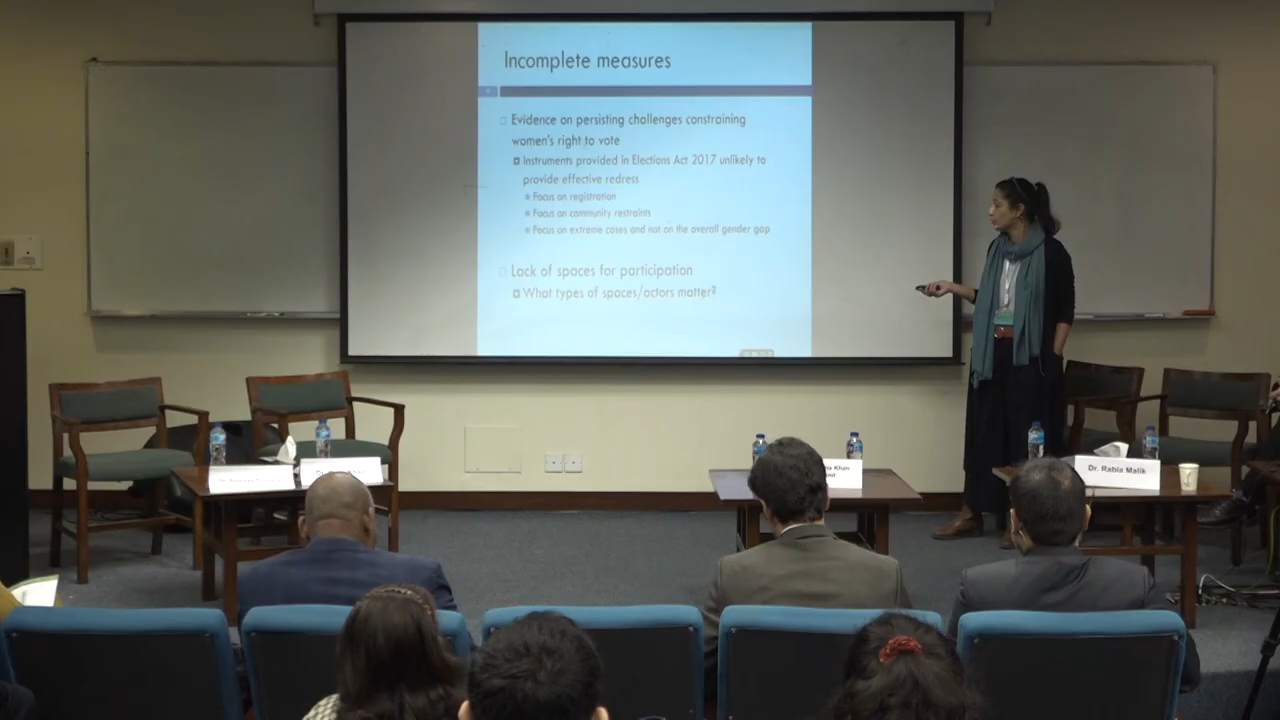 Incomplete measures
Evidence on persisting challenges constraining
women's right to vote
Instruments provided in Elections Act 2017 unlikely to
provide effective redress
Focus on registration
Focus on community restraints
Focus on extreme cases and not on the overall gender gap
Lack of spaces for participation
What types of spaces/actors matter?
Khan
Dr. Rabia Malik